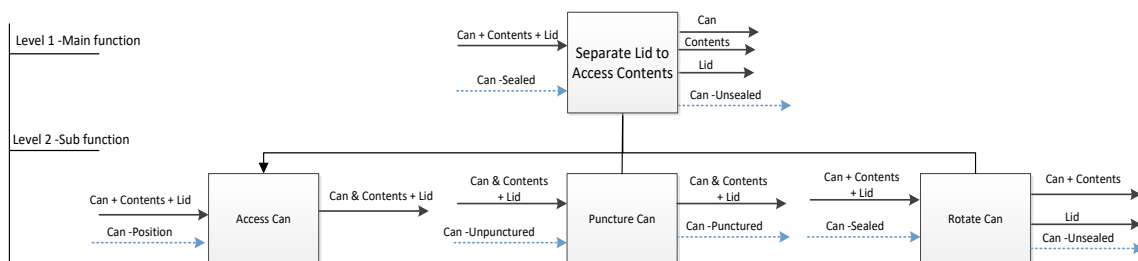 Level 1 -Main function
Can + Contents + Lid
Can -Sealed
Separate Lid to
Access Contents
Can
Contents
Lid
Can -Unsealed
Level 2 -Sub function
Can + Contents + Lid
Can -Position
Access Can
Can & Contents + Lid
Can & Contents
+ Lid
Can -Unpunctured
Puncture Can
Can & Contents
+ Lid
Can -Punctured
Can + Contents
+ Lid
Can -Sealed
Rotate Can
Can + Contents
Lid
Can -Unsealed